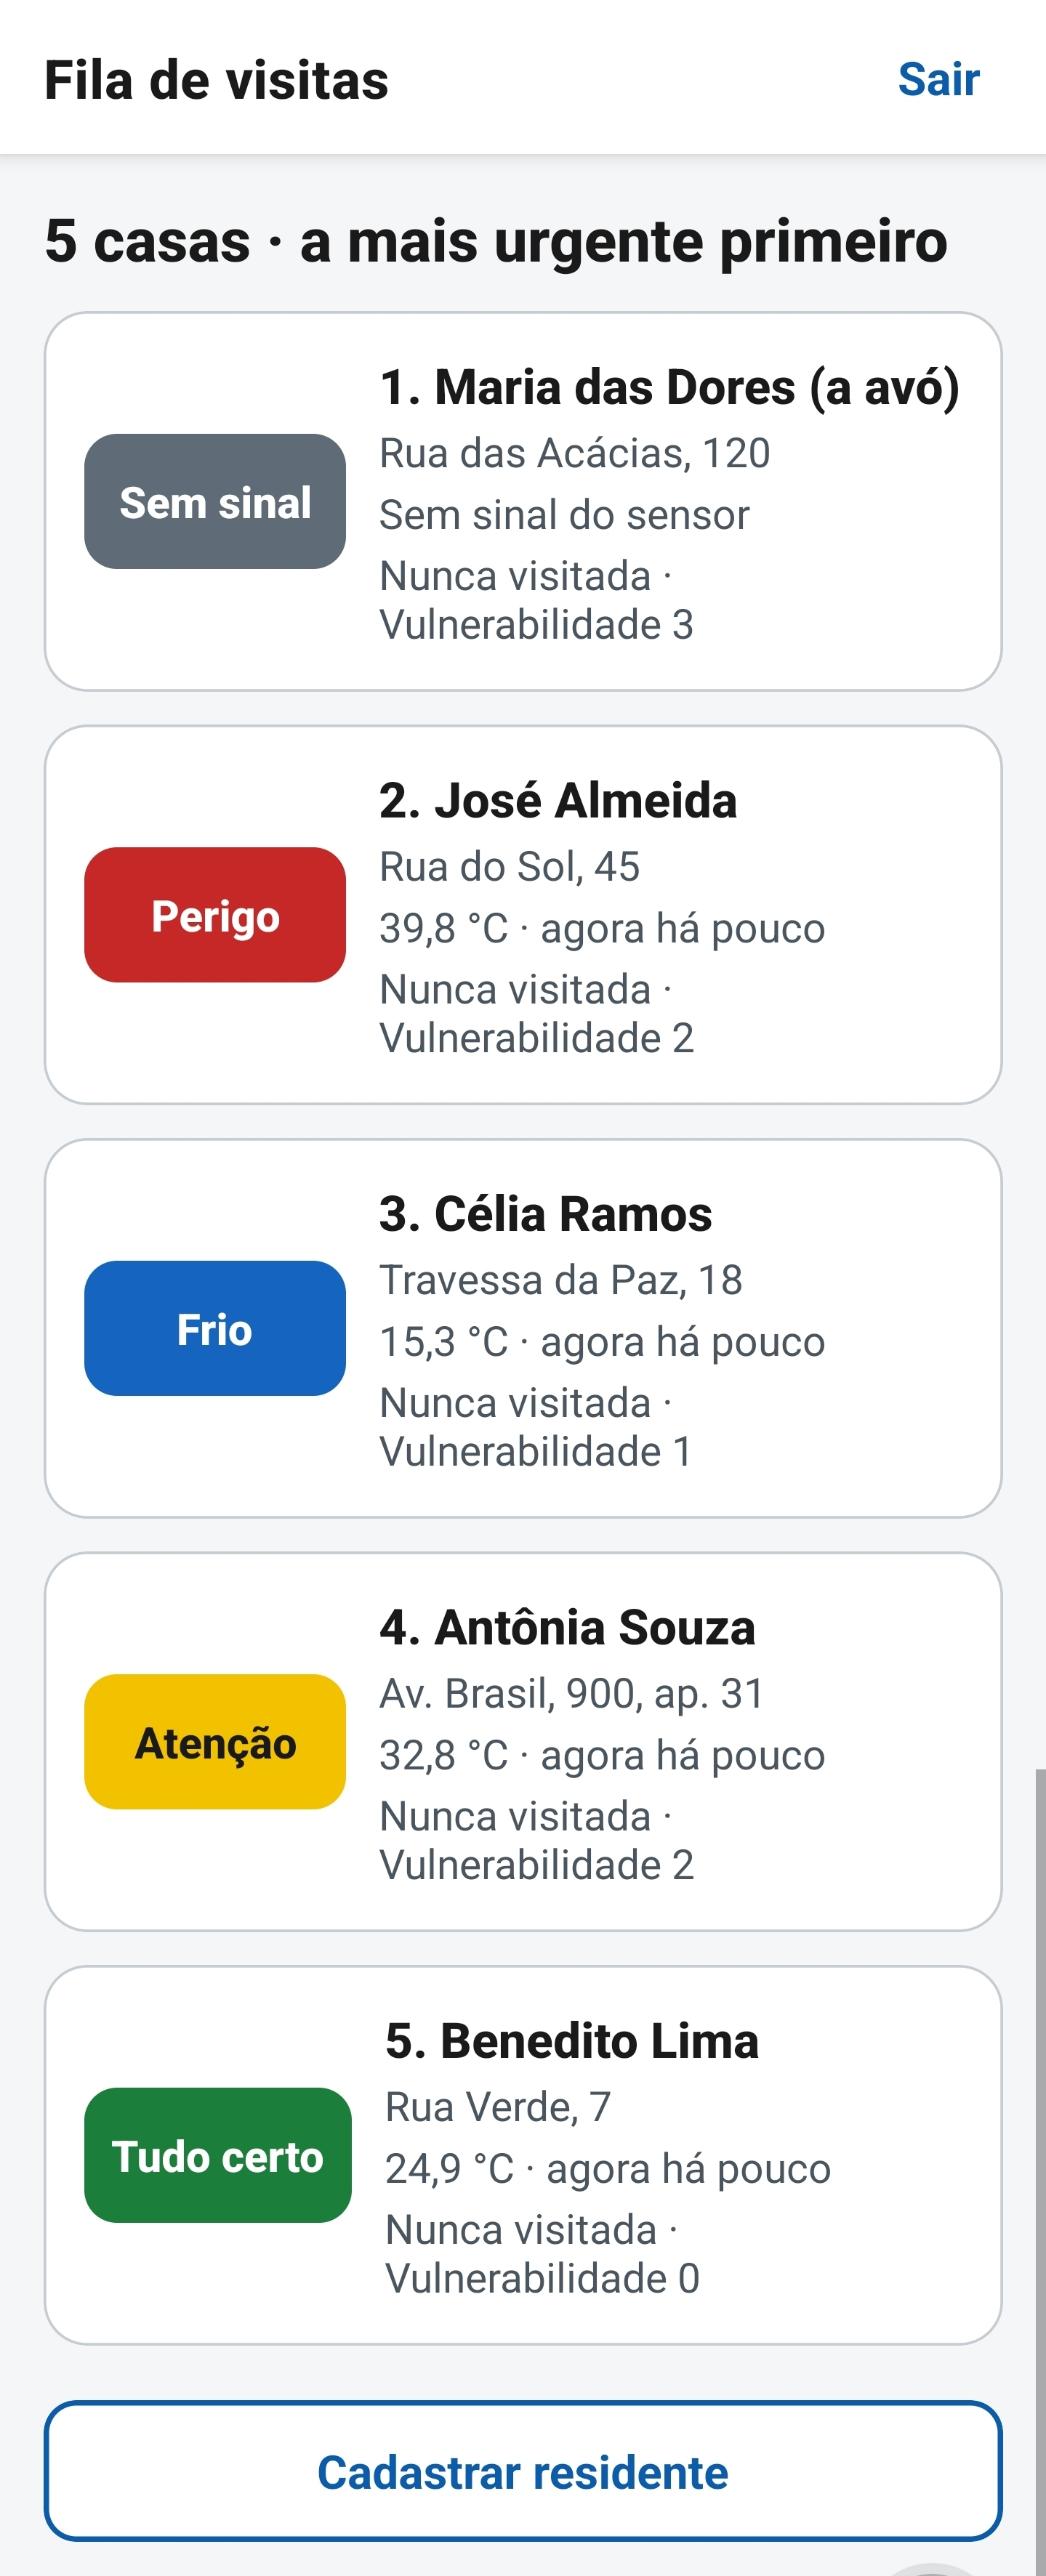 Fila de visitas
Sair
5 casas · a mais urgente primeiro
Sem sinal
1. Maria das Dores (a avó)
Rua das Acácias, 120
Sem sinal do sensor
Nunca visitada ·
Vulnerabilidade 3
Perigo
2. José Almeida
Rua do Sol, 45
39,8 °C · agora há pouco
Nunca visitada ·
Vulnerabilidade 2
Frio
3. Célia Ramos
Travessa da Paz, 18
15,3 °C · agora há pouco
Nunca visitada ·
Vulnerabilidade 1
Atenção
4. Antônia Souza
Av. Brasil, 900, ap. 31
32,8 °C · agora há pouco
Nunca visitada ·
Vulnerabilidade 2
Tudo certo
5. Benedito Lima
Rua Verde, 7
24,9 °C · agora há pouco
Nunca visitada ·
Vulnerabilidade 0
Cadastrar residente